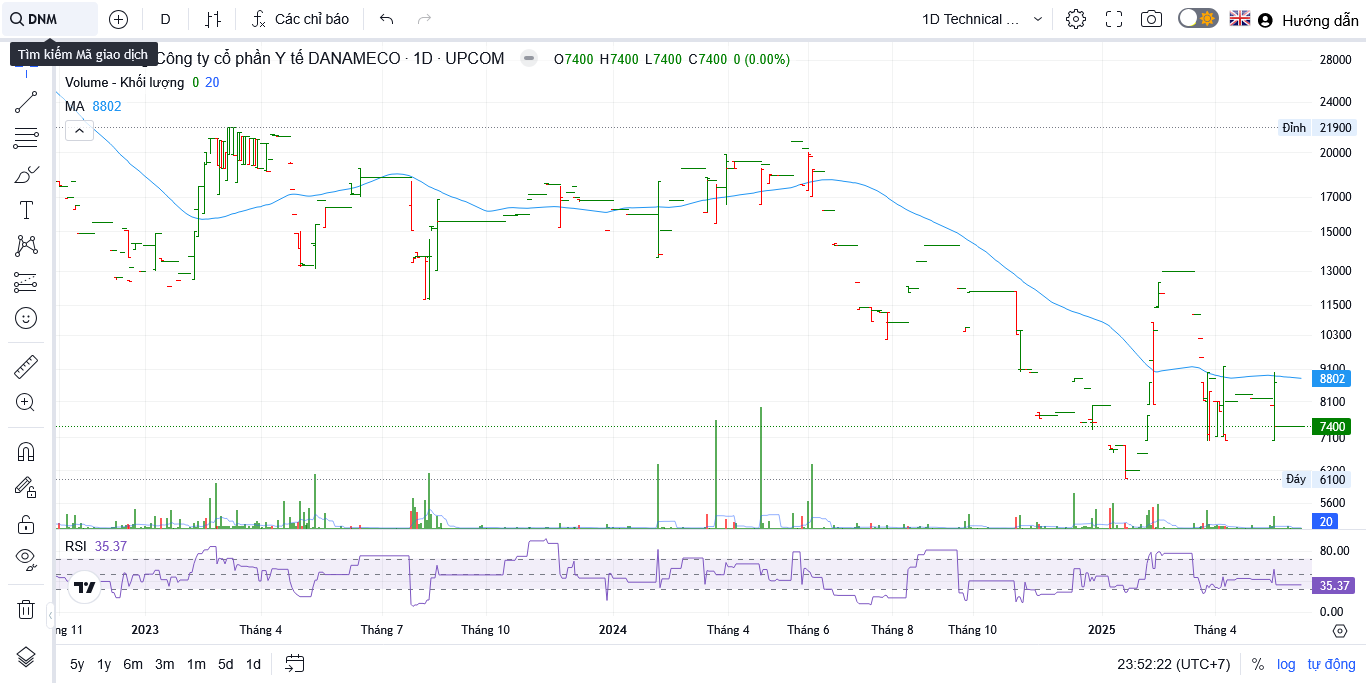 DNM
D
Các chỉ báo
1D Technical ...
Hướng dẫn
Tìm kiếm Mã giao dịch
Công ty cổ phần Y tế DANAMECO · 1D · UPCOM
O7400 H7400 L7400 C7400 0 (0.00%)
Volume - Khối lượng 0 20
MA 8802
28000
24000
Đỉnh 21900
20000
17000
15000
13000
11500
10300
9100
8802
8100
7400
7100
6200
Đáy 6100
5600
20
RSI 35.37
80.00
35.37
0.00
ng 11
2023
Tháng 4
Tháng 7
Tháng 10
2024
Tháng 4
Tháng 6
Tháng 8
Tháng 10
2025
Tháng 4
5y 1y 6m 3m 1m 5d 1d
23:52:22 (UTC+7)
% log tự động